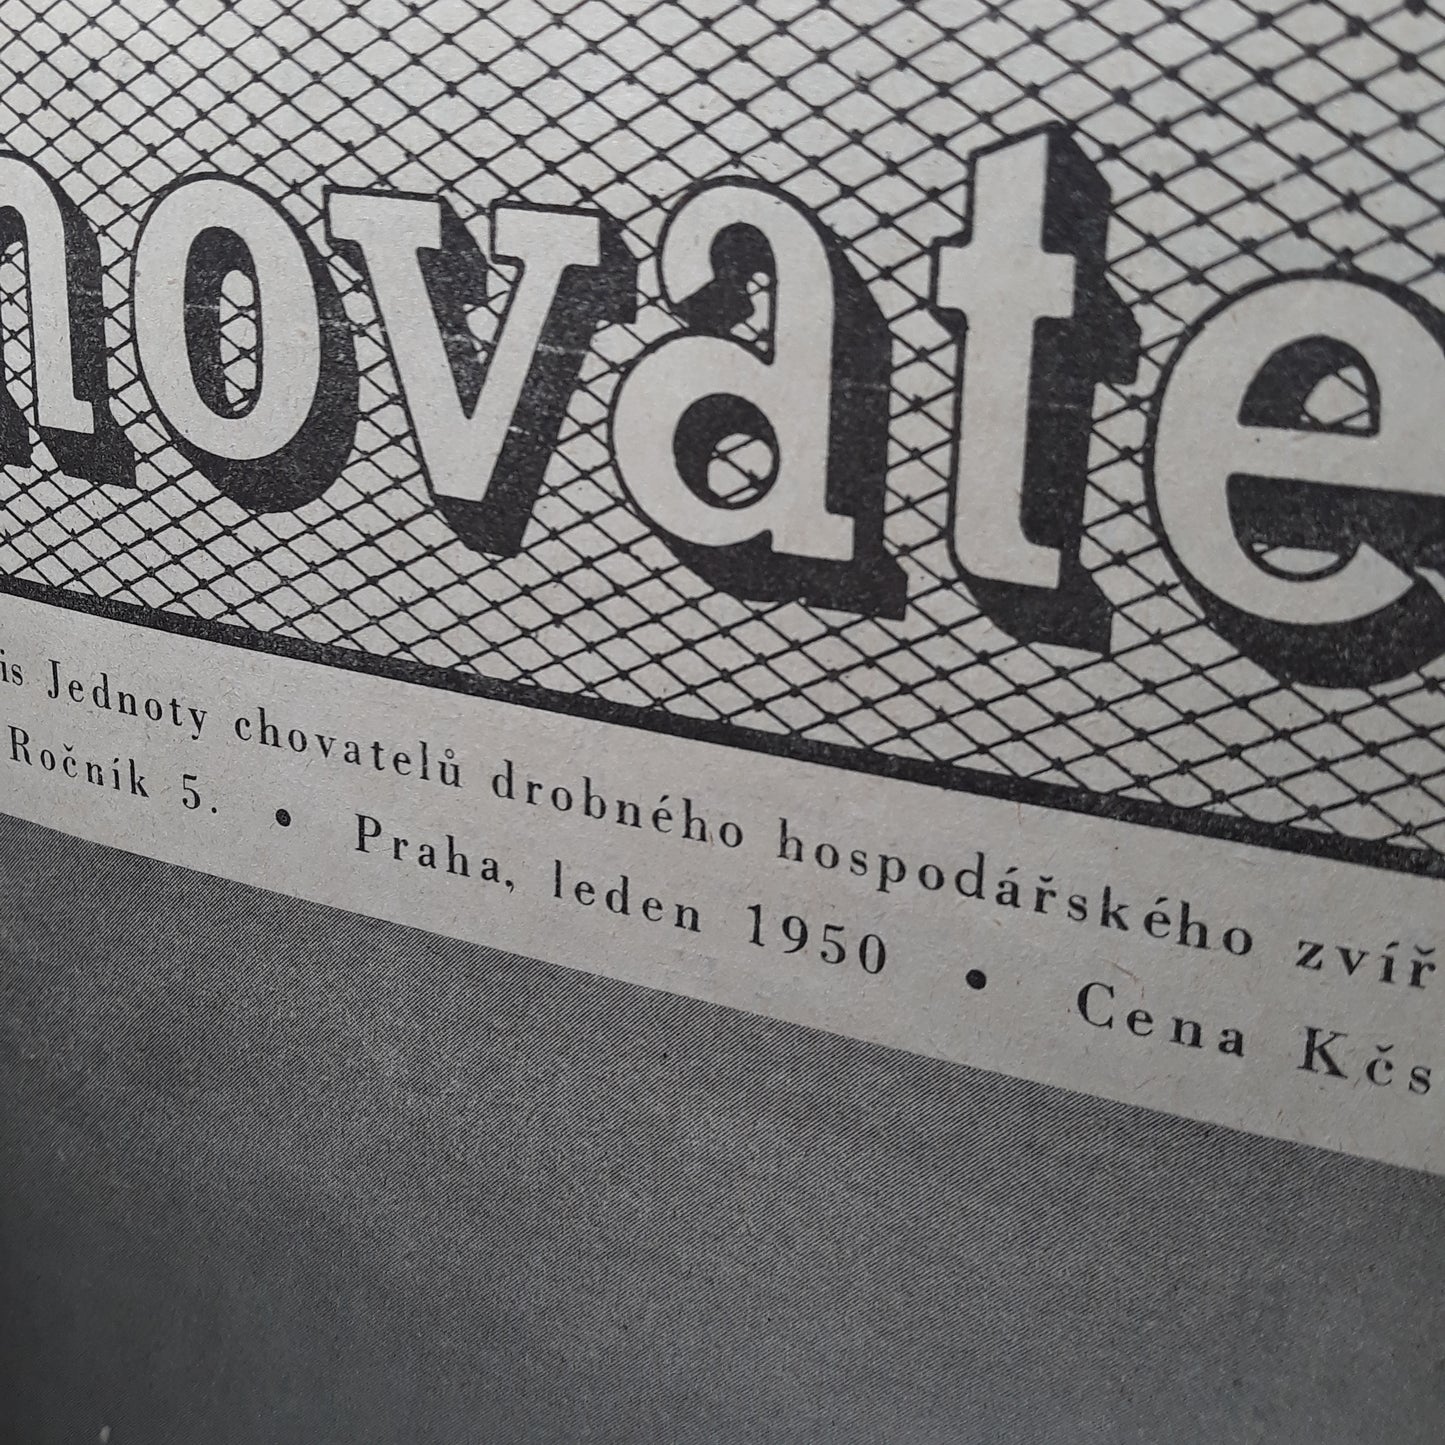 hovate
is Jednoty chovatelů drobného hospodářského zvíř
Ročník 5. • Praha, leden 1950 • Cena Kčs